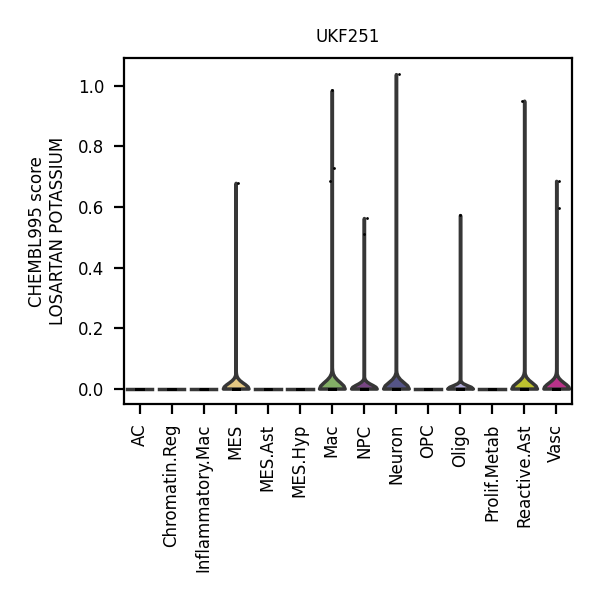 UKF251
CHEMBL995 score
LOSARTAN POTASSIUM
1.0
0.8
0.6
0.4
0.2
0.0
AC
Chromatin.Reg
Inflammatory.Mac
MES
MES.Ast
MES.Hyp
Mac
NPC
Neuron
OPC
Oligo
Prolif.Metab
Reactive.Ast
Vasc